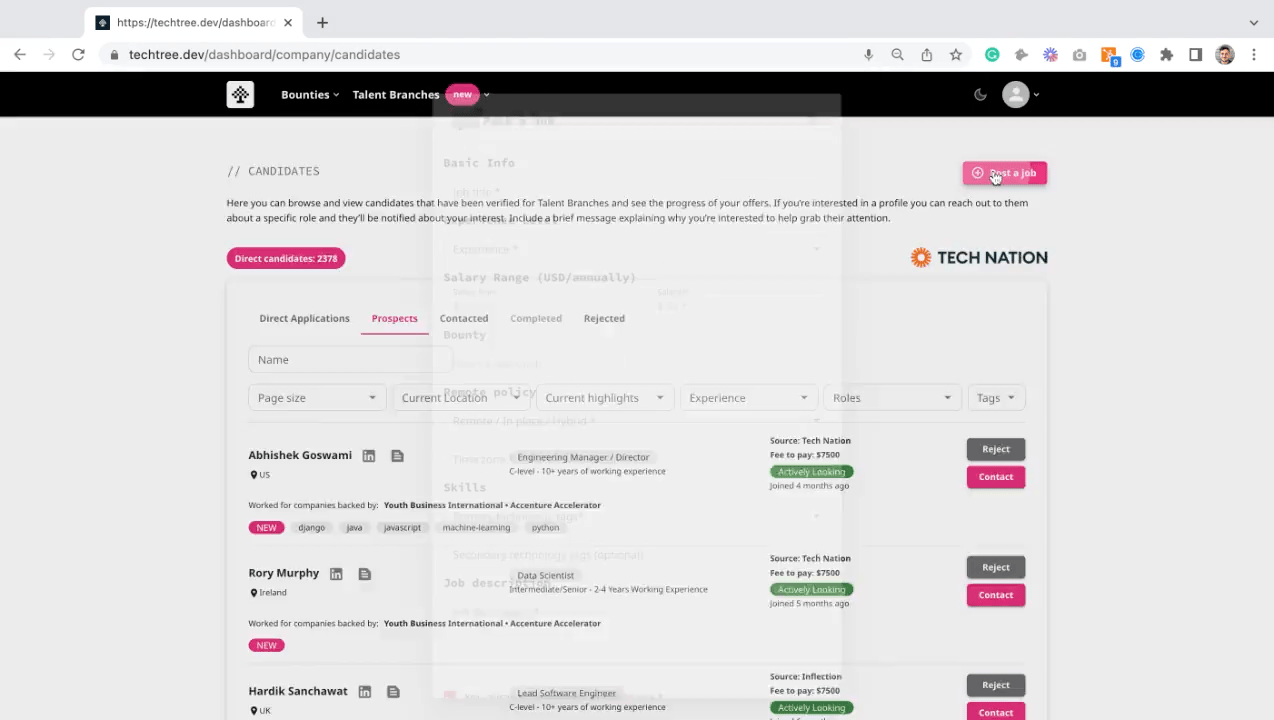 https://techtree.dev/dashboard
techtree.dev/dashboard/company/candidates
9
Bounties
Talent Branches
new
// CANDIDATES
Post a job
Here you can browse and view candidates that have been verified for Talent Branches and see the progress of your offers. If you're interested in a profile you can reach out to them
about a specific role and they'll be notified about your interest. Include a brief message explaining why you're interested to help grab their attention.
Direct candidates: 2378
TECH NATION
Post a job
Basic Info
Job title *
Experience *
Salary Range (USD/annually)
Bounty
Remote policy
Remote / In place / Hybrid *
Time zone
Skills
Secondary technology tags (optional)
Job description
Direct Applications
Prospects
Contacted
Completed
Rejected
Name
Page size
Current Location
Current highlights
Experience
Roles
Tags
Abhishek Goswami
US
Engineering Manager / Director
C-level - 10+ years of working experience
Source: Tech Nation
Fee to pay: $7500
Actively Looking
Joined 4 months ago
Reject
Contact
Worked for companies backed by: Youth Business International • Accenture Accelerator
NEW django java javascript machine-learning python
Rory Murphy
Ireland
Data Scientist
Intermediate/Senior - 2-4 Years Working Experience
Source: Tech Nation
Fee to pay: $7500
Actively Looking
Joined 5 months ago
Reject
Contact
Worked for companies backed by: Youth Business International • Accenture Accelerator
NEW
Hardik Sanchawat
UK
Lead Software Engineer
C-level - 10+ years of working experience
Source: Inflection
Fee to pay: $7500
Actively Looking
Reject
Contact